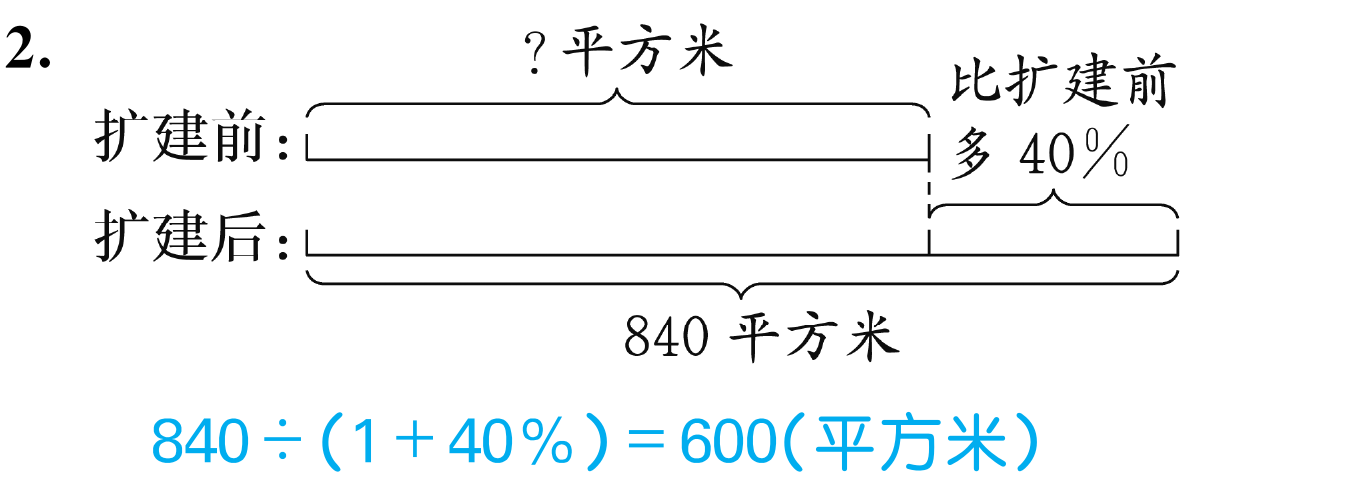 2.
?平方米
比扩建前
扩建前:
多 40%
扩建后:
840 平方米
840÷(1+40%)=600(平方米)